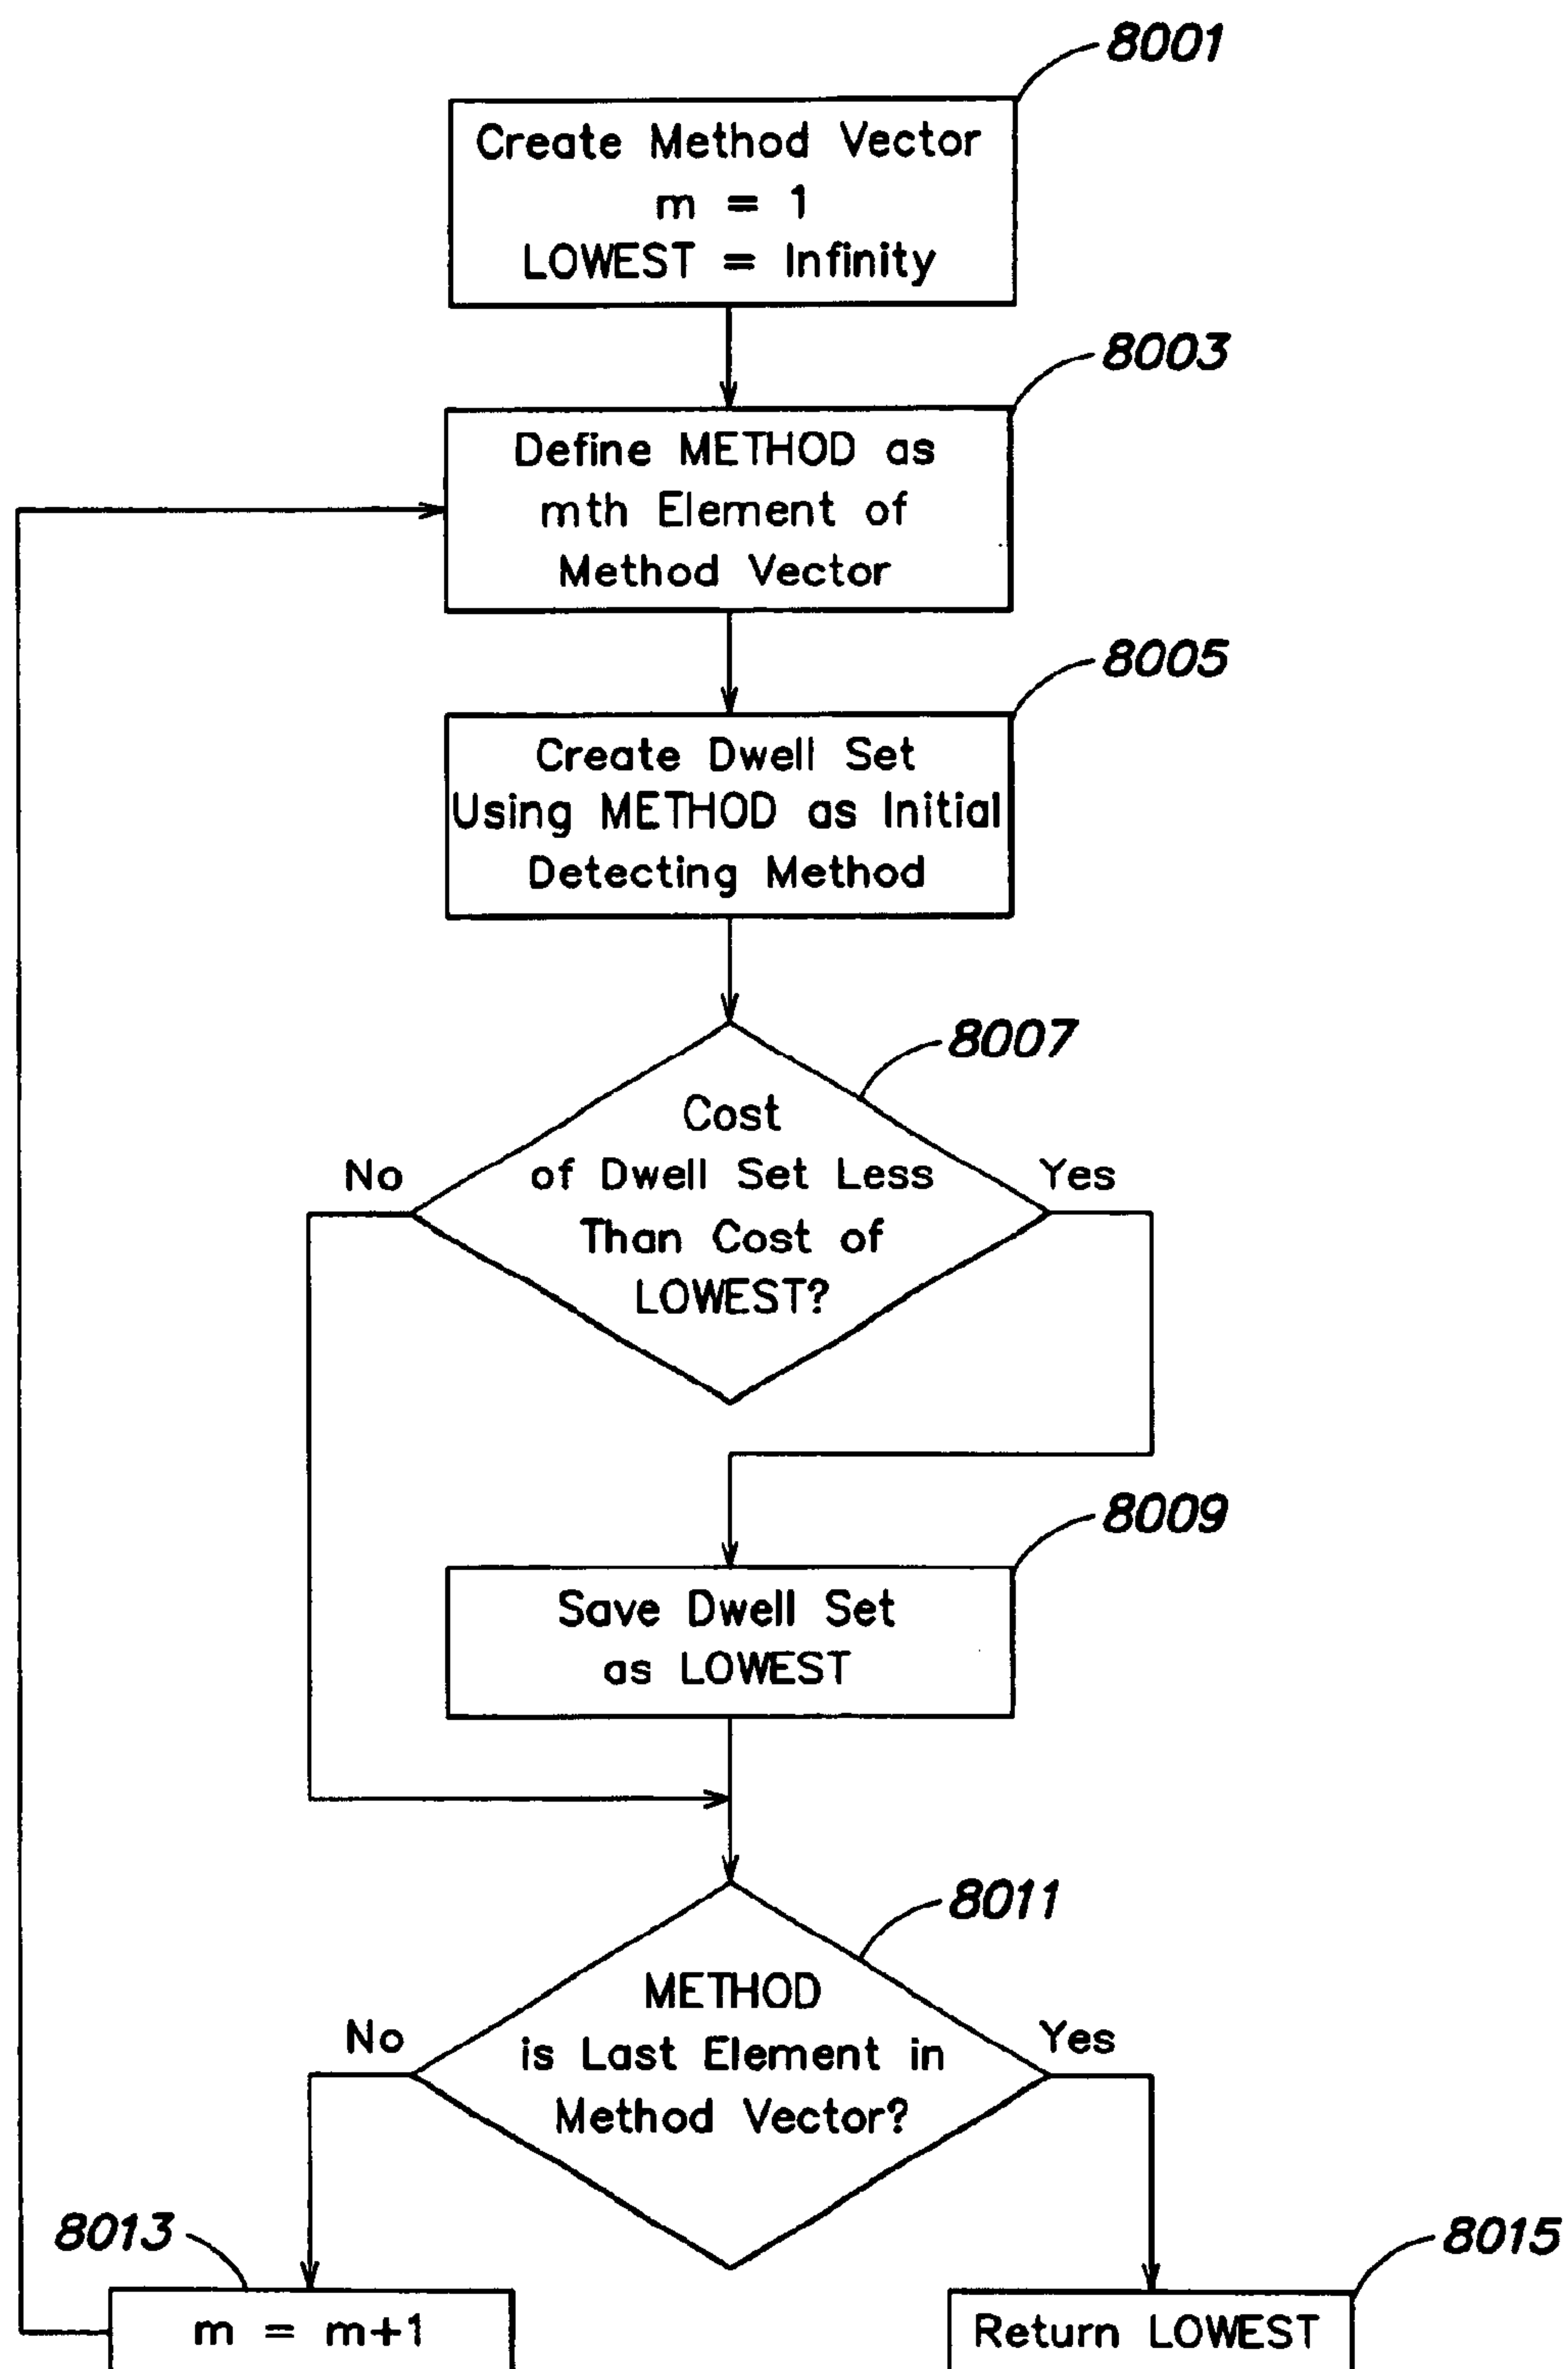 8001
Create Method Vector
m = 1
LOWEST = Infinity
8003
Define METHOD as
mth Element of
Method Vector
8005
Create Dwell Set
Using METHOD as Initial
Detecting Method
8007
Cost
of Dwell Set Less
Than Cost of
LOWEST?
No
Yes
8009
Save Dwell Set
as LOWEST
8011
METHOD
is Last Element in
Method Vector?
No
Yes
8013
m = m+1
8015
Return LOWEST